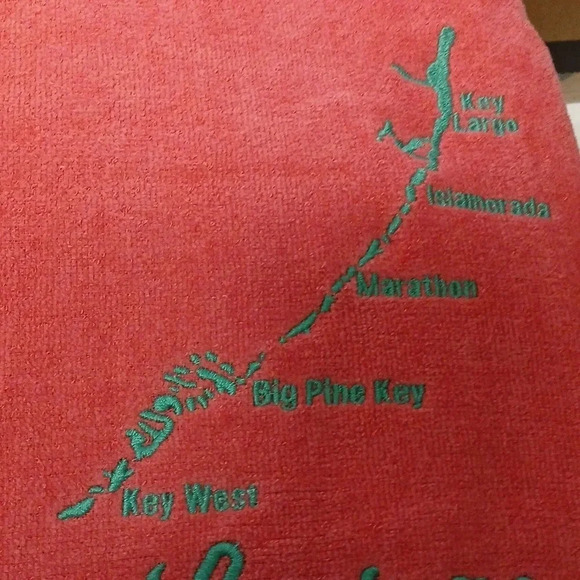 Key
Largo
Islamorada
Marathon
Big Pine Key
Key West